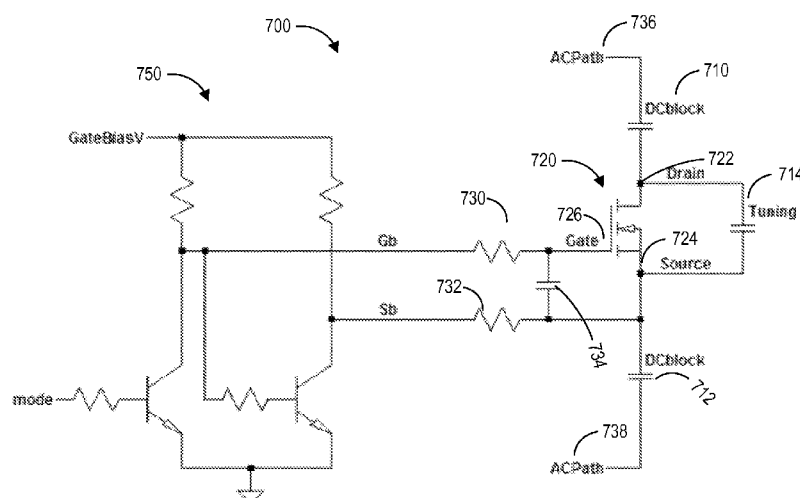 700
736
ACPath
750
710
DCblock
GateBiasV
720
722
Drain
714
Tuning
730
726
Gb
Gate
724
Source
732
Sb
734
DCblock
712
mode
738
ACPath